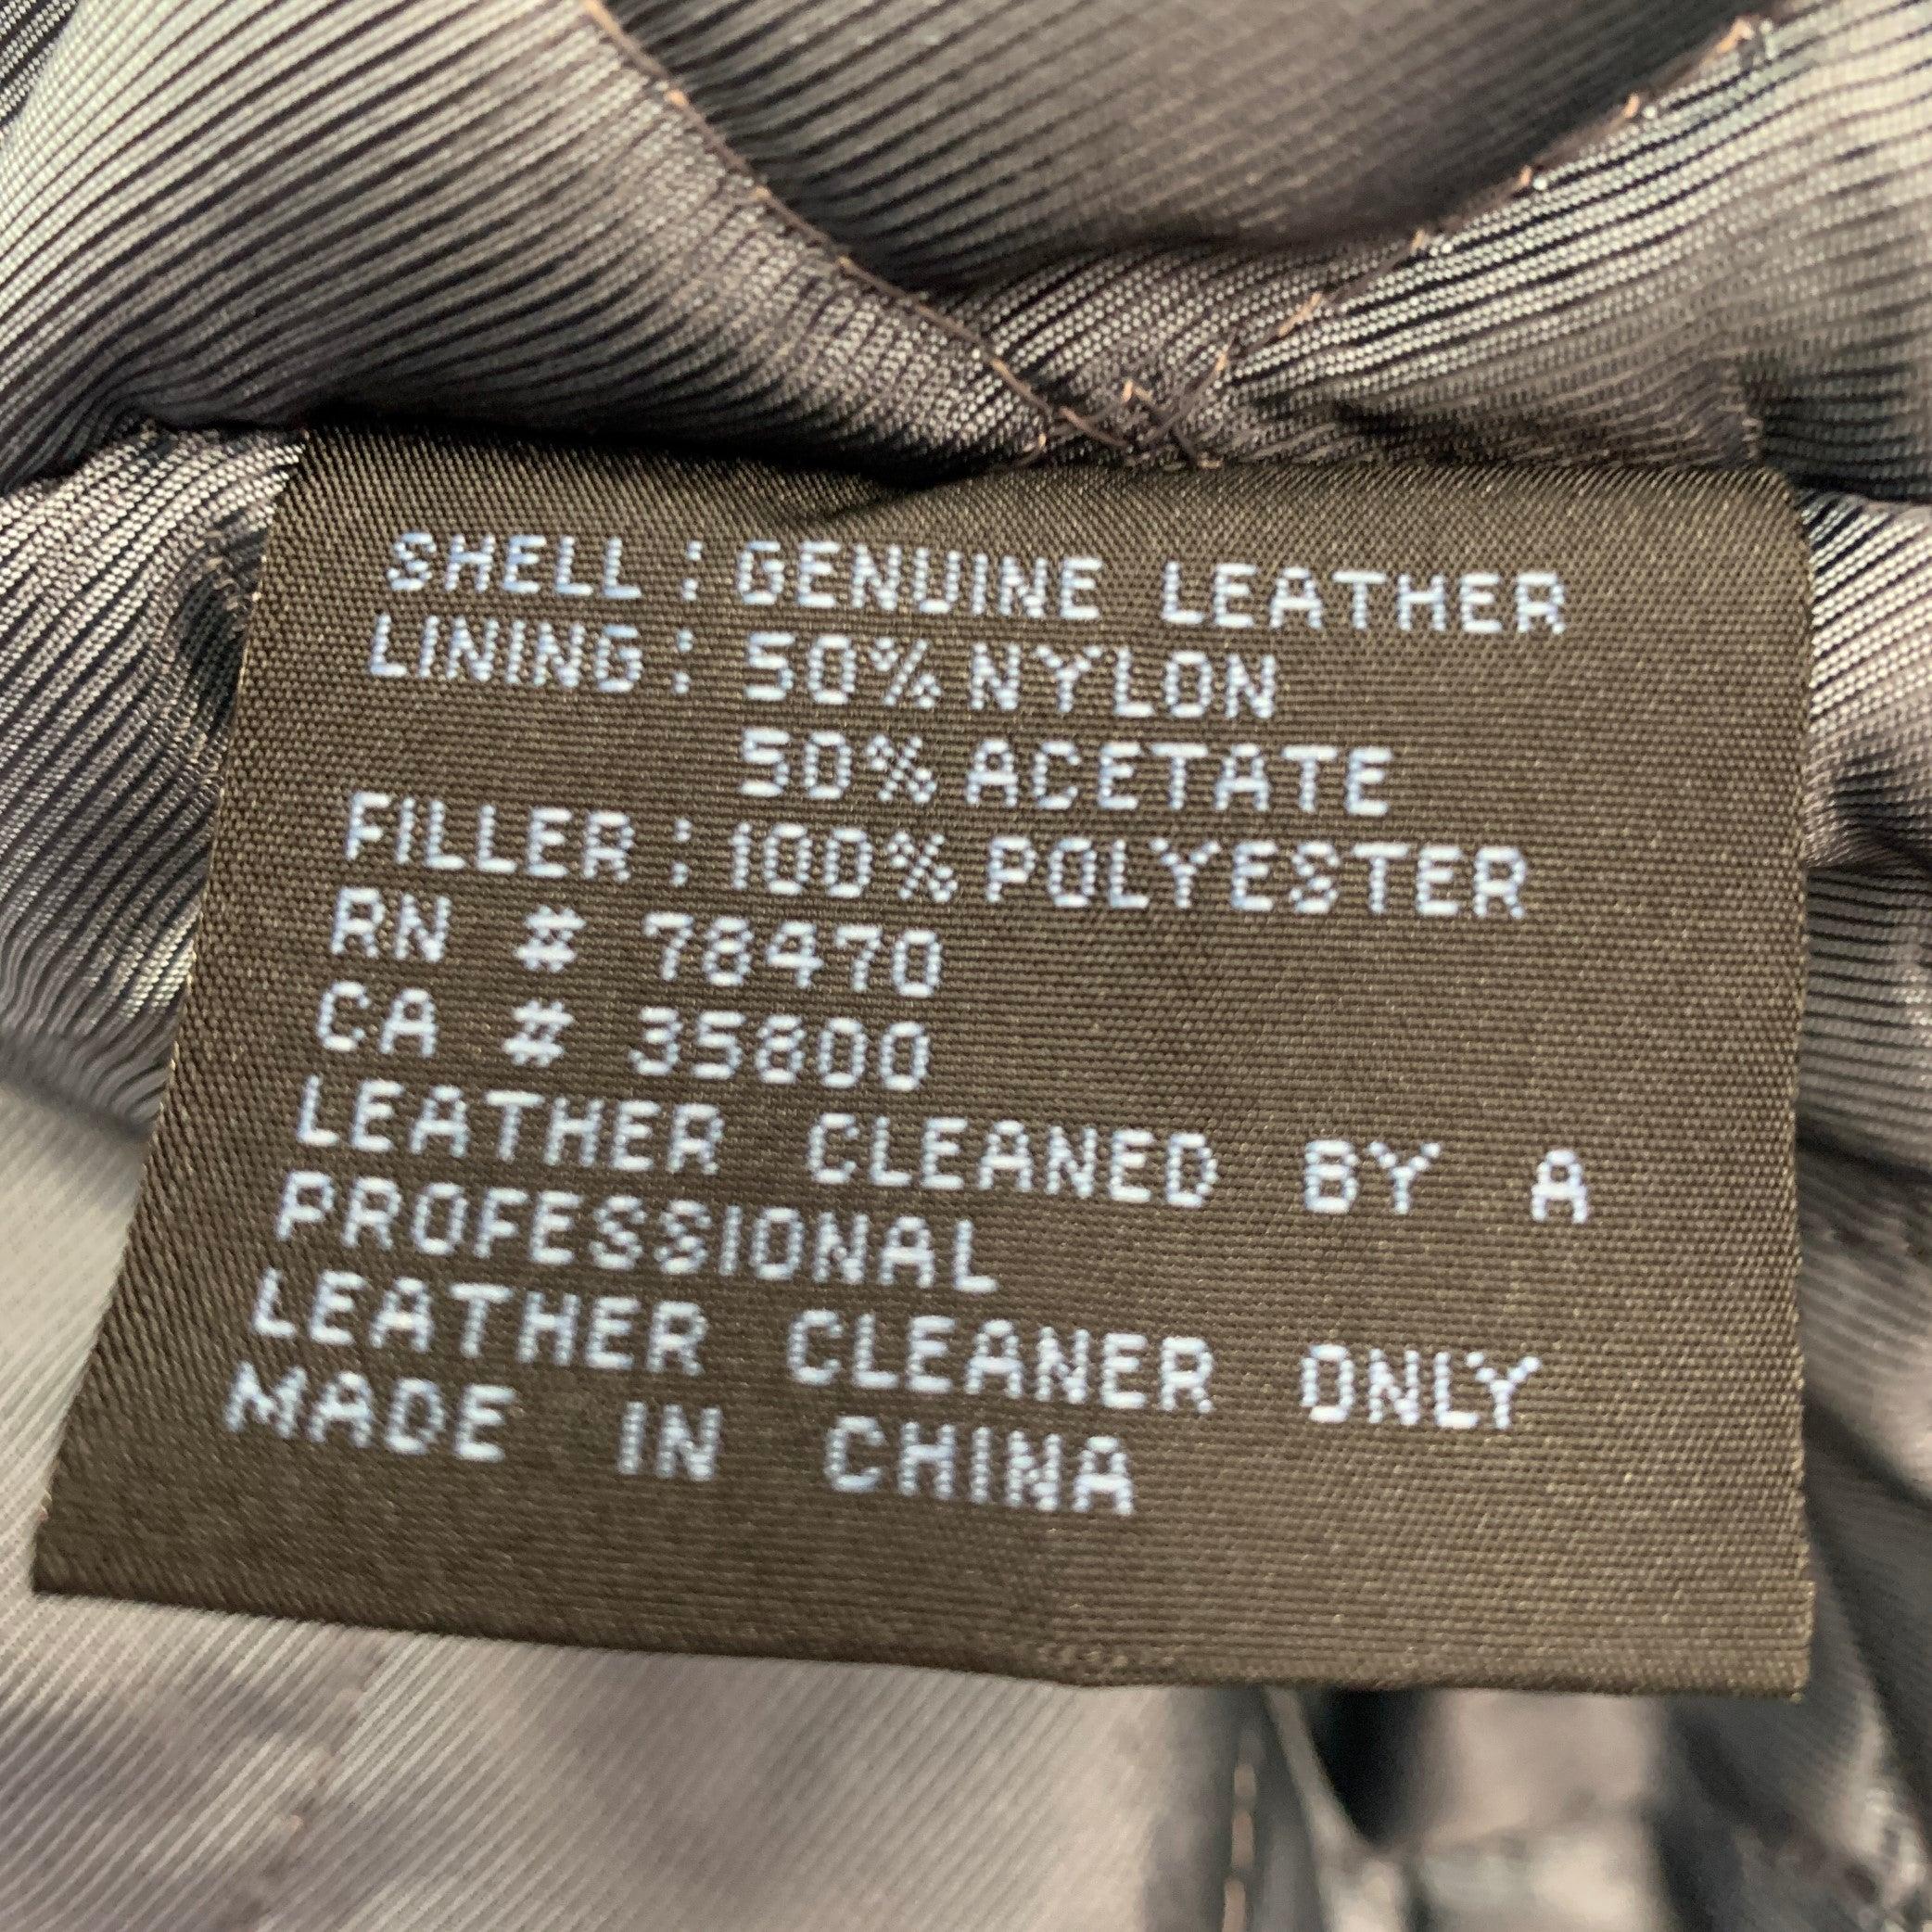 SHELL : GENUINE LEATHER
LINING : 50% NYLON
50% ACETATE
FILLER : 100% POLYESTER
RN # 78470
CA # 35800
LEATHER CLEANED BY A
PROFESSIONAL
LEATHER CLEANER ONLY
MADE IN CHINA